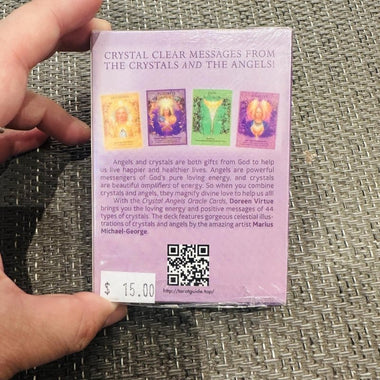 CRYSTAL CLEAR MESSAGES FROM
THE CRYSTALS AND THE ANGELS!
Angels and crystals are both gifts from God to help
us live happier and healthier lives. Angels are powerful
messengers of God's pure loving energy, and crystals
are beautiful amplifiers of energy. So when you combine
crystals and angels, they magnify divine love to help us all!
With the Crystal Angels Oracle Cards, Doreen Virtue
brings you the loving energy and positive messages of 44
types of crystals. The deck features gorgeous celestial illus-
trations of crystals and angels by the amazing artist Marius
Michael-George.
$ 15.00
http://tarotguide.top/